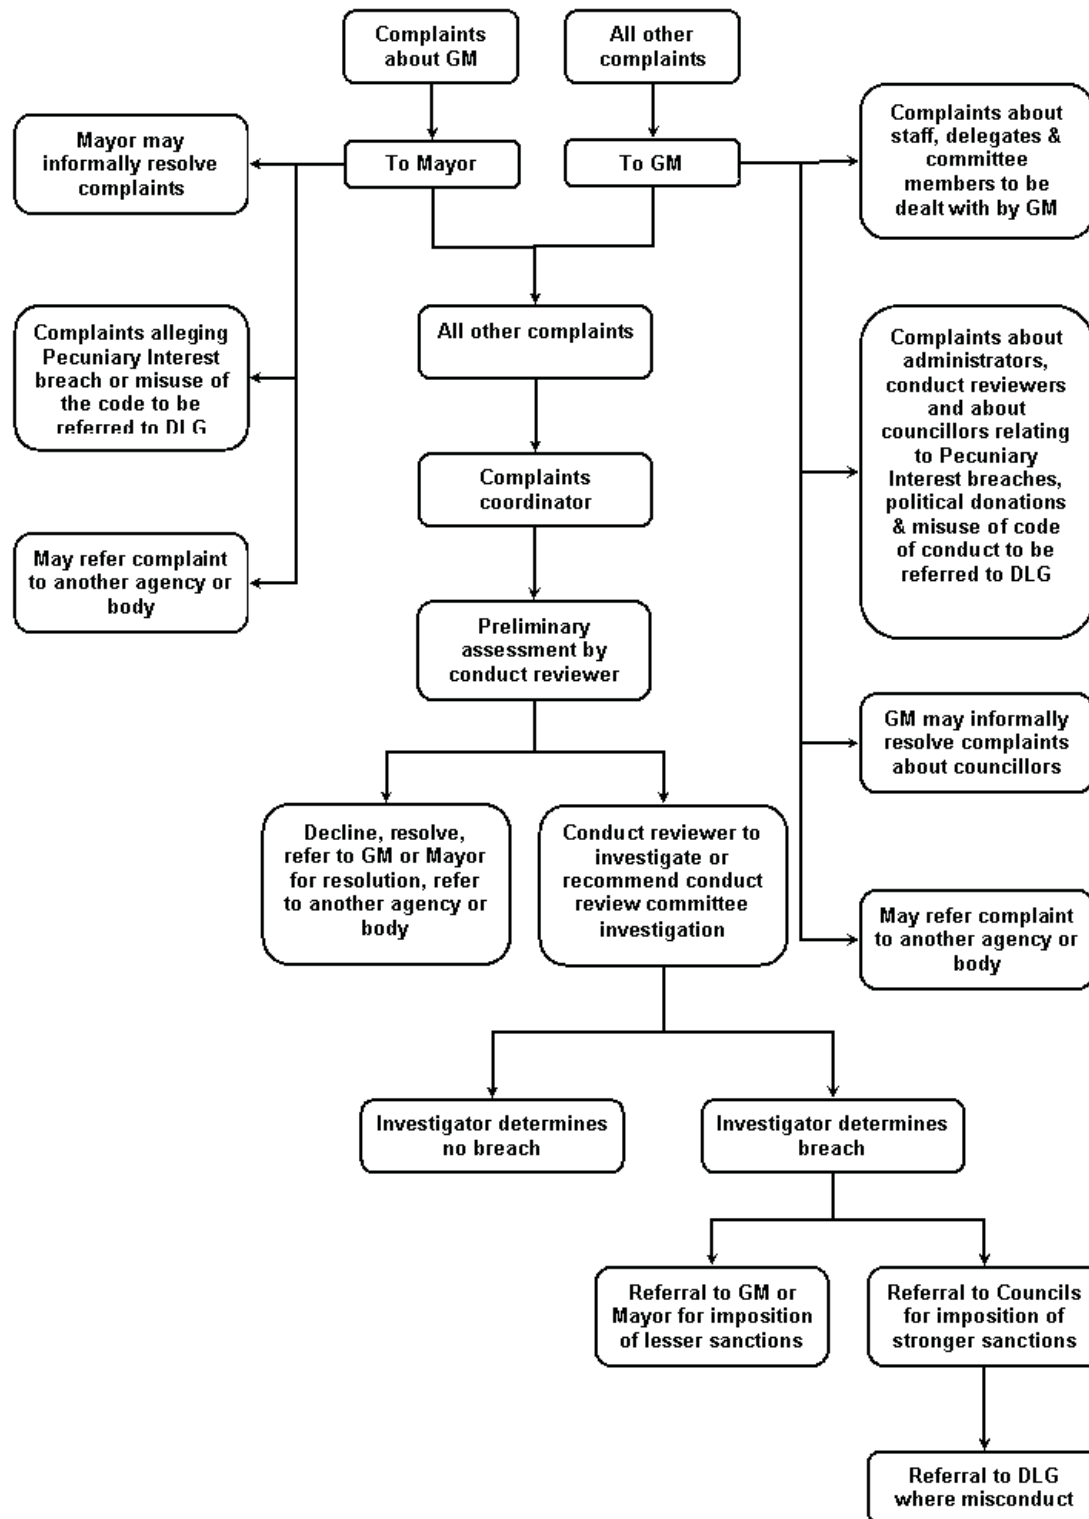 Complaints
about GM
All other
complaints
Mayor may
informally resolve
complaints
To Mayor
To GM
Complaints about
staff, delegates &
committee
members to be
dealt with by GM
Complaints alleging
Pecuniary Interest
breach or misuse of
the code to be
referred to DLG
All other complaints
Complaints about
administrators,
conduct reviewers
and about
councillors relating
to Pecuniary
Interest breaches,
political donations
& misuse of code
of conduct to be
referred to DLG
Complaints
coordinator
May refer complaint
to another agency or
body
Preliminary
assessment by
conduct reviewer
GM may informally
resolve complaints
about councillors
Decline, resolve,
refer to GM or Mayor
for resolution, refer
to another agency or
body
Conduct reviewer to
investigate or
recommend conduct
review committee
investigation
May refer complaint
to another agency or
body
Investigator determines
no breach
Investigator determines
breach
Referral to GM or
Mayor for imposition
of lesser sanctions
Referral to Councils
for imposition of
stronger sanctions
Referral to DLG
where misconduct